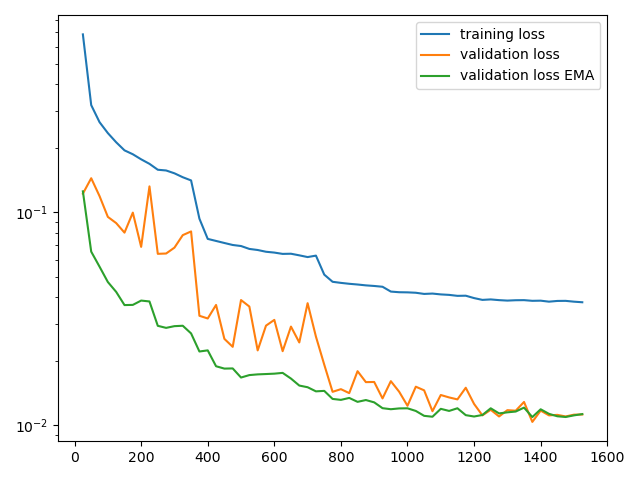 training loss
validation loss
validation loss EMA
10⁻¹
10⁻²
0 200 400 600 800 1000 1200 1400 1600